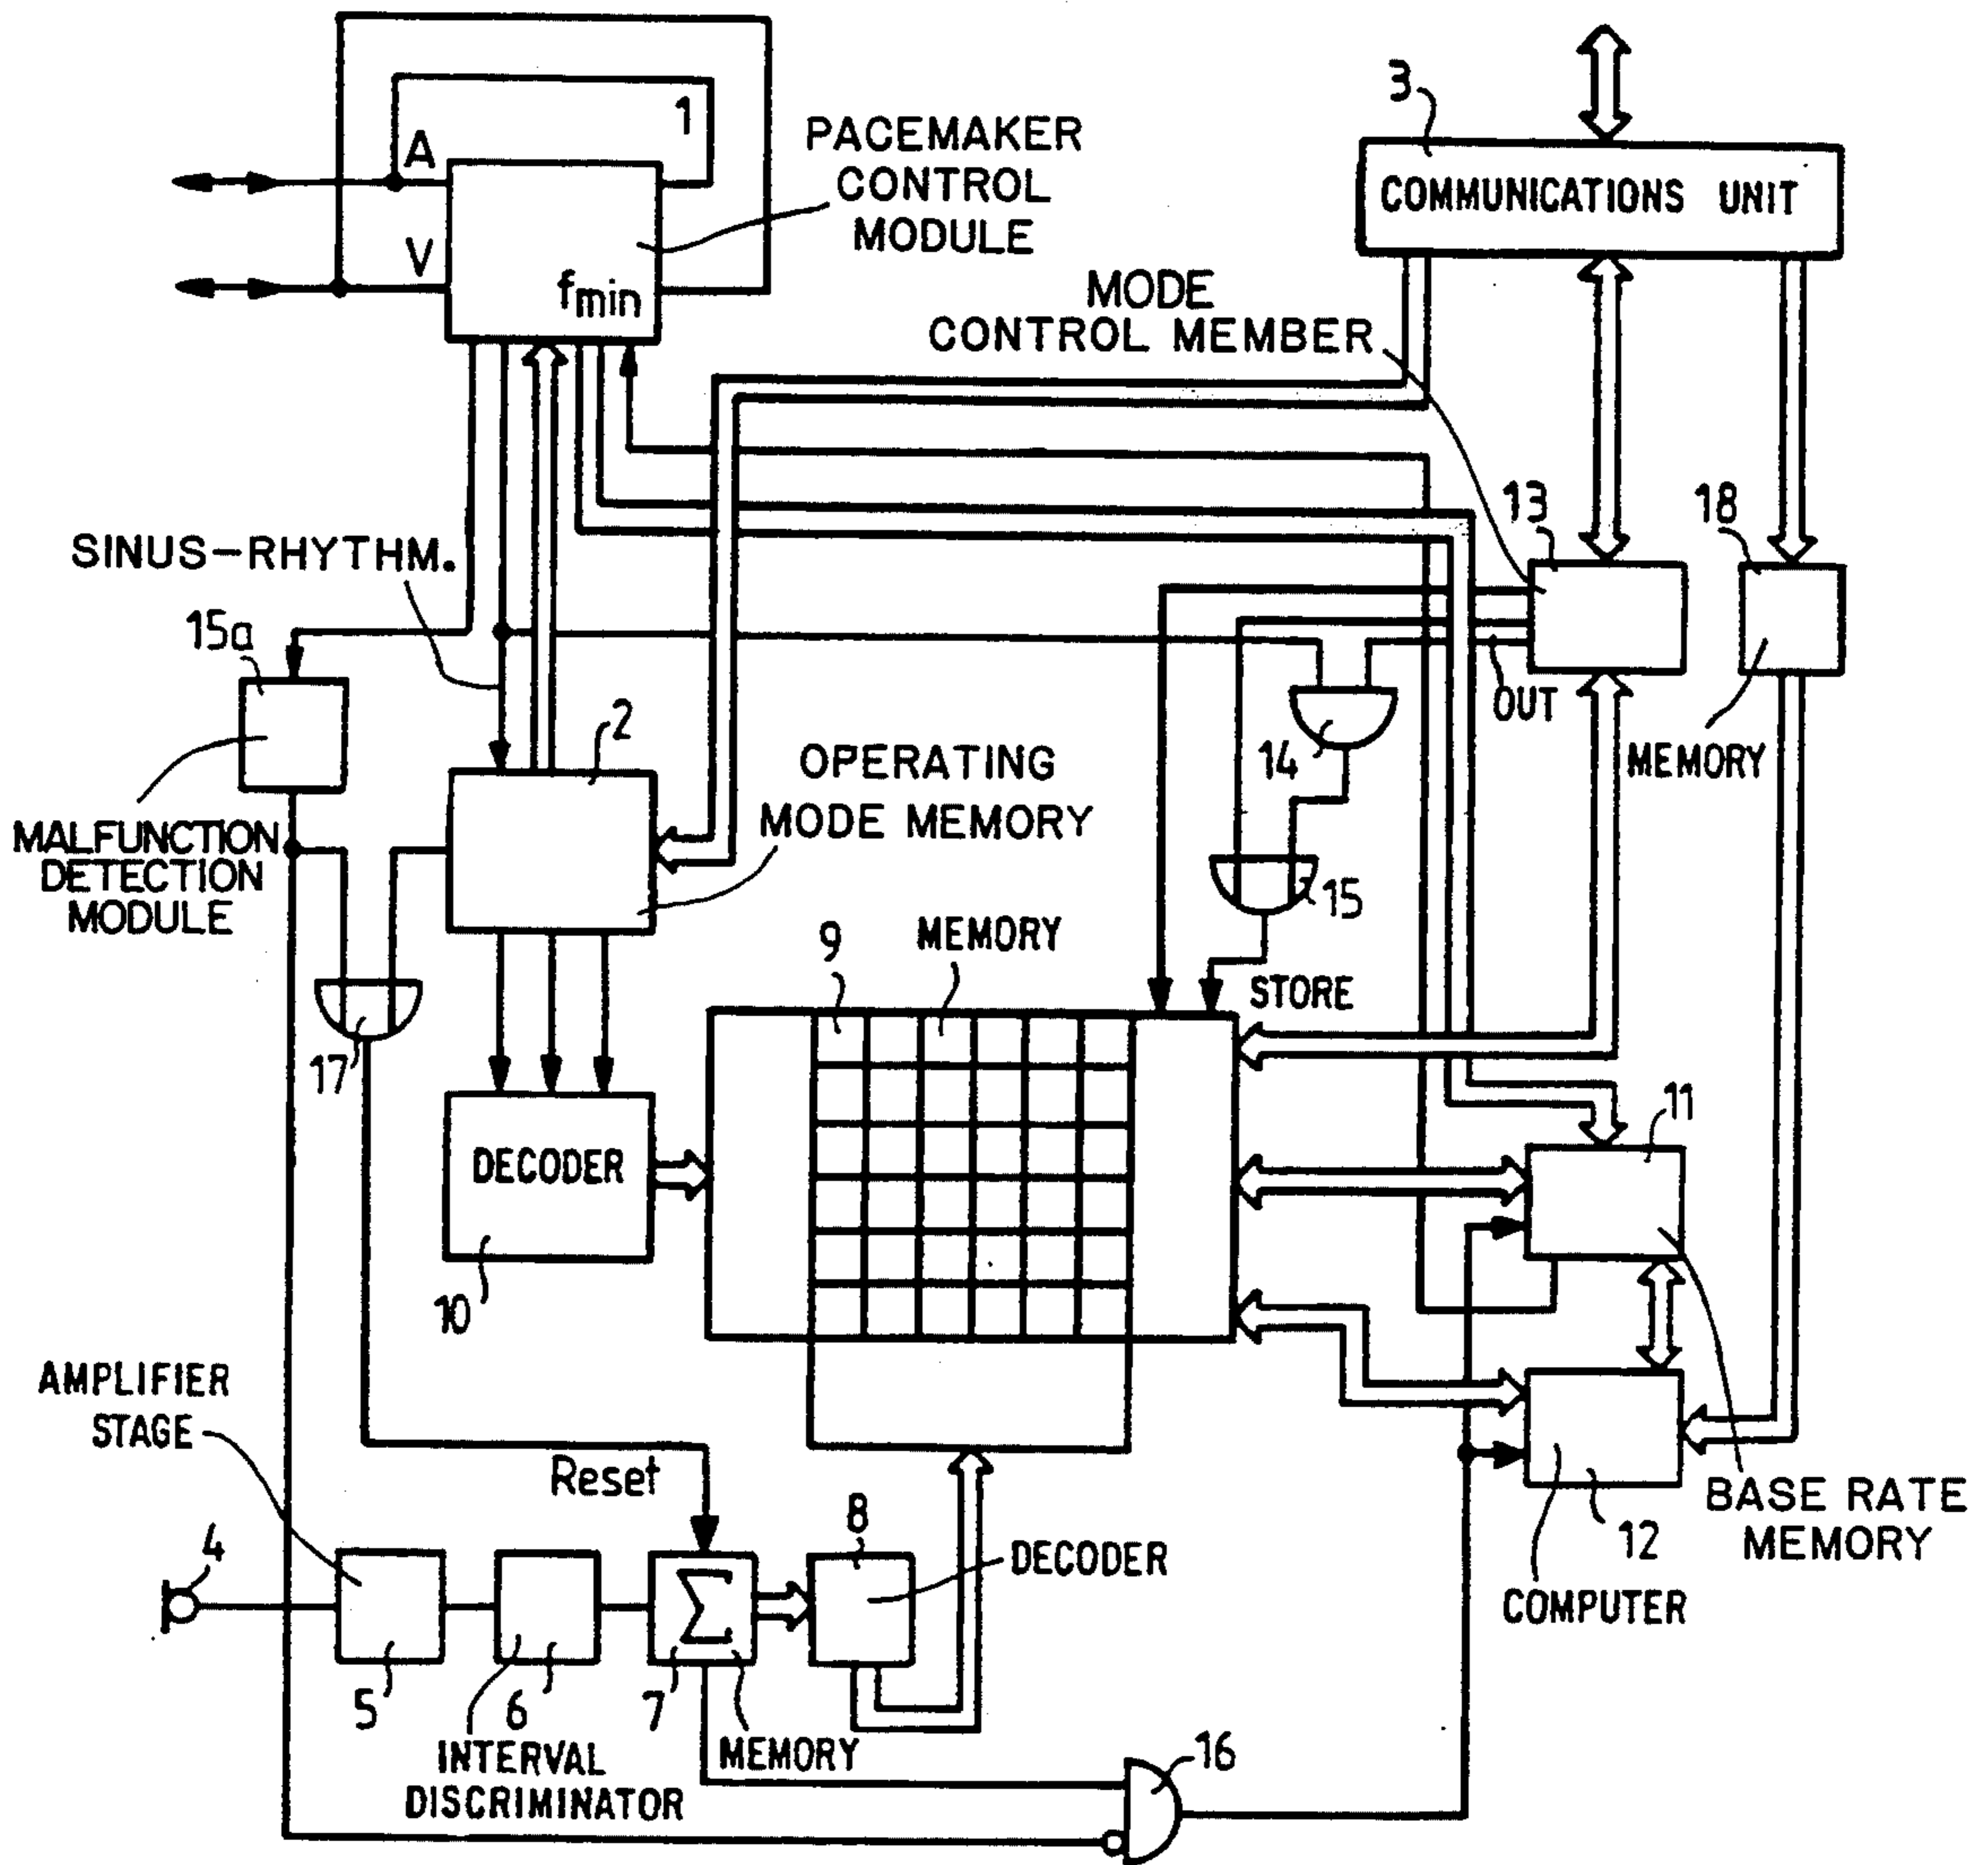 1
A
PACEMAKER
CONTROL
MODULE
V
fmin
3
COMMUNICATIONS UNIT
MODE
CONTROL MEMBER
13
18
SINUS-RHYTHM.
15a
OUT
14
MEMORY
2
OPERATING
MODE MEMORY
MALFUNCTION
DETECTION
MODULE
15
17
9
MEMORY
STORE
DECODER
10
11
AMPLIFIER
STAGE
Reset
BASE RATE
MEMORY
12
COMPUTER
4
8
DECODER
Σ
5
6
7
INTERVAL
DISCRIMINATOR
MEMORY
16